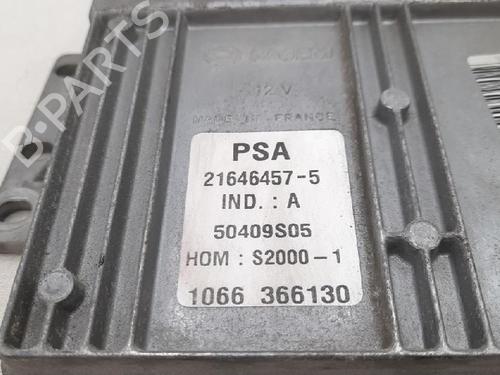 12 V
MADE IN FRANCE
PSA
21646457-5
IND. : A
50409S05
HOM : S2000-1
1066 366130
B-PARTS